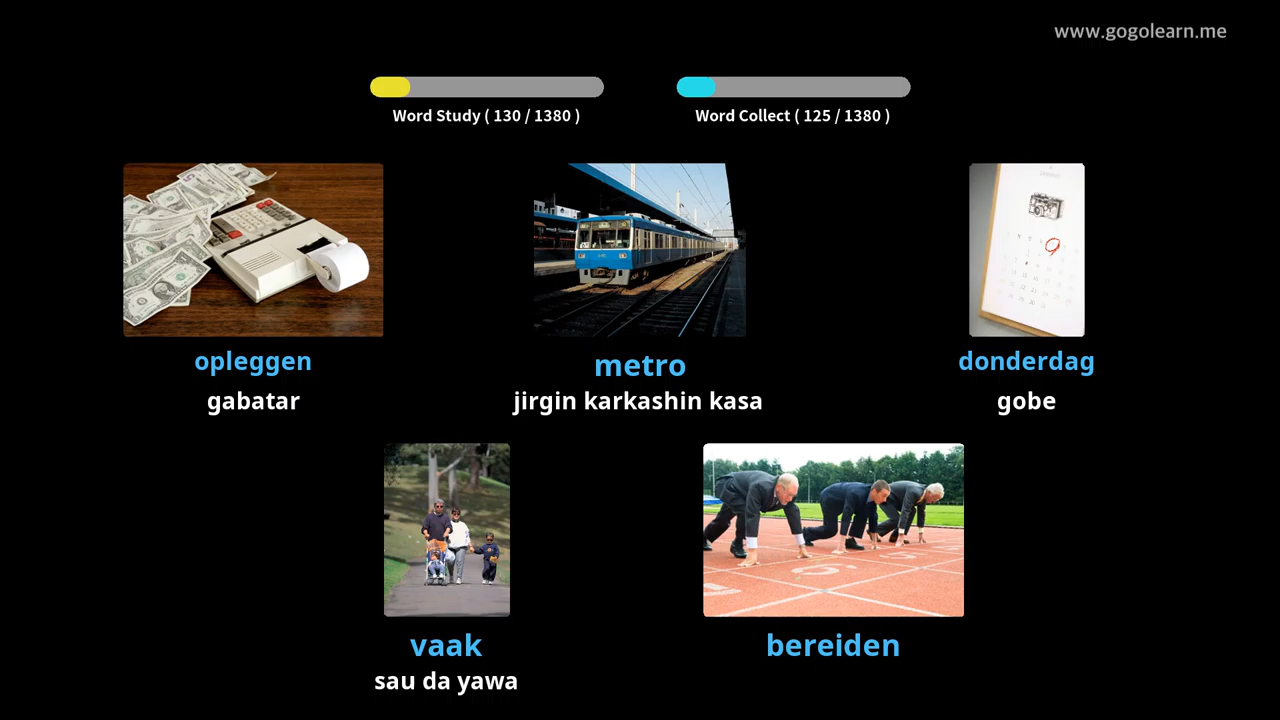 www.gogolearn.me
Word Study ( 130 / 1380 )
Word Collect ( 125 / 1380 )
opleggen
gabatar
metro
jirgin karkashin kasa
donderdag
gobe
vaak
sau da yawa
bereiden